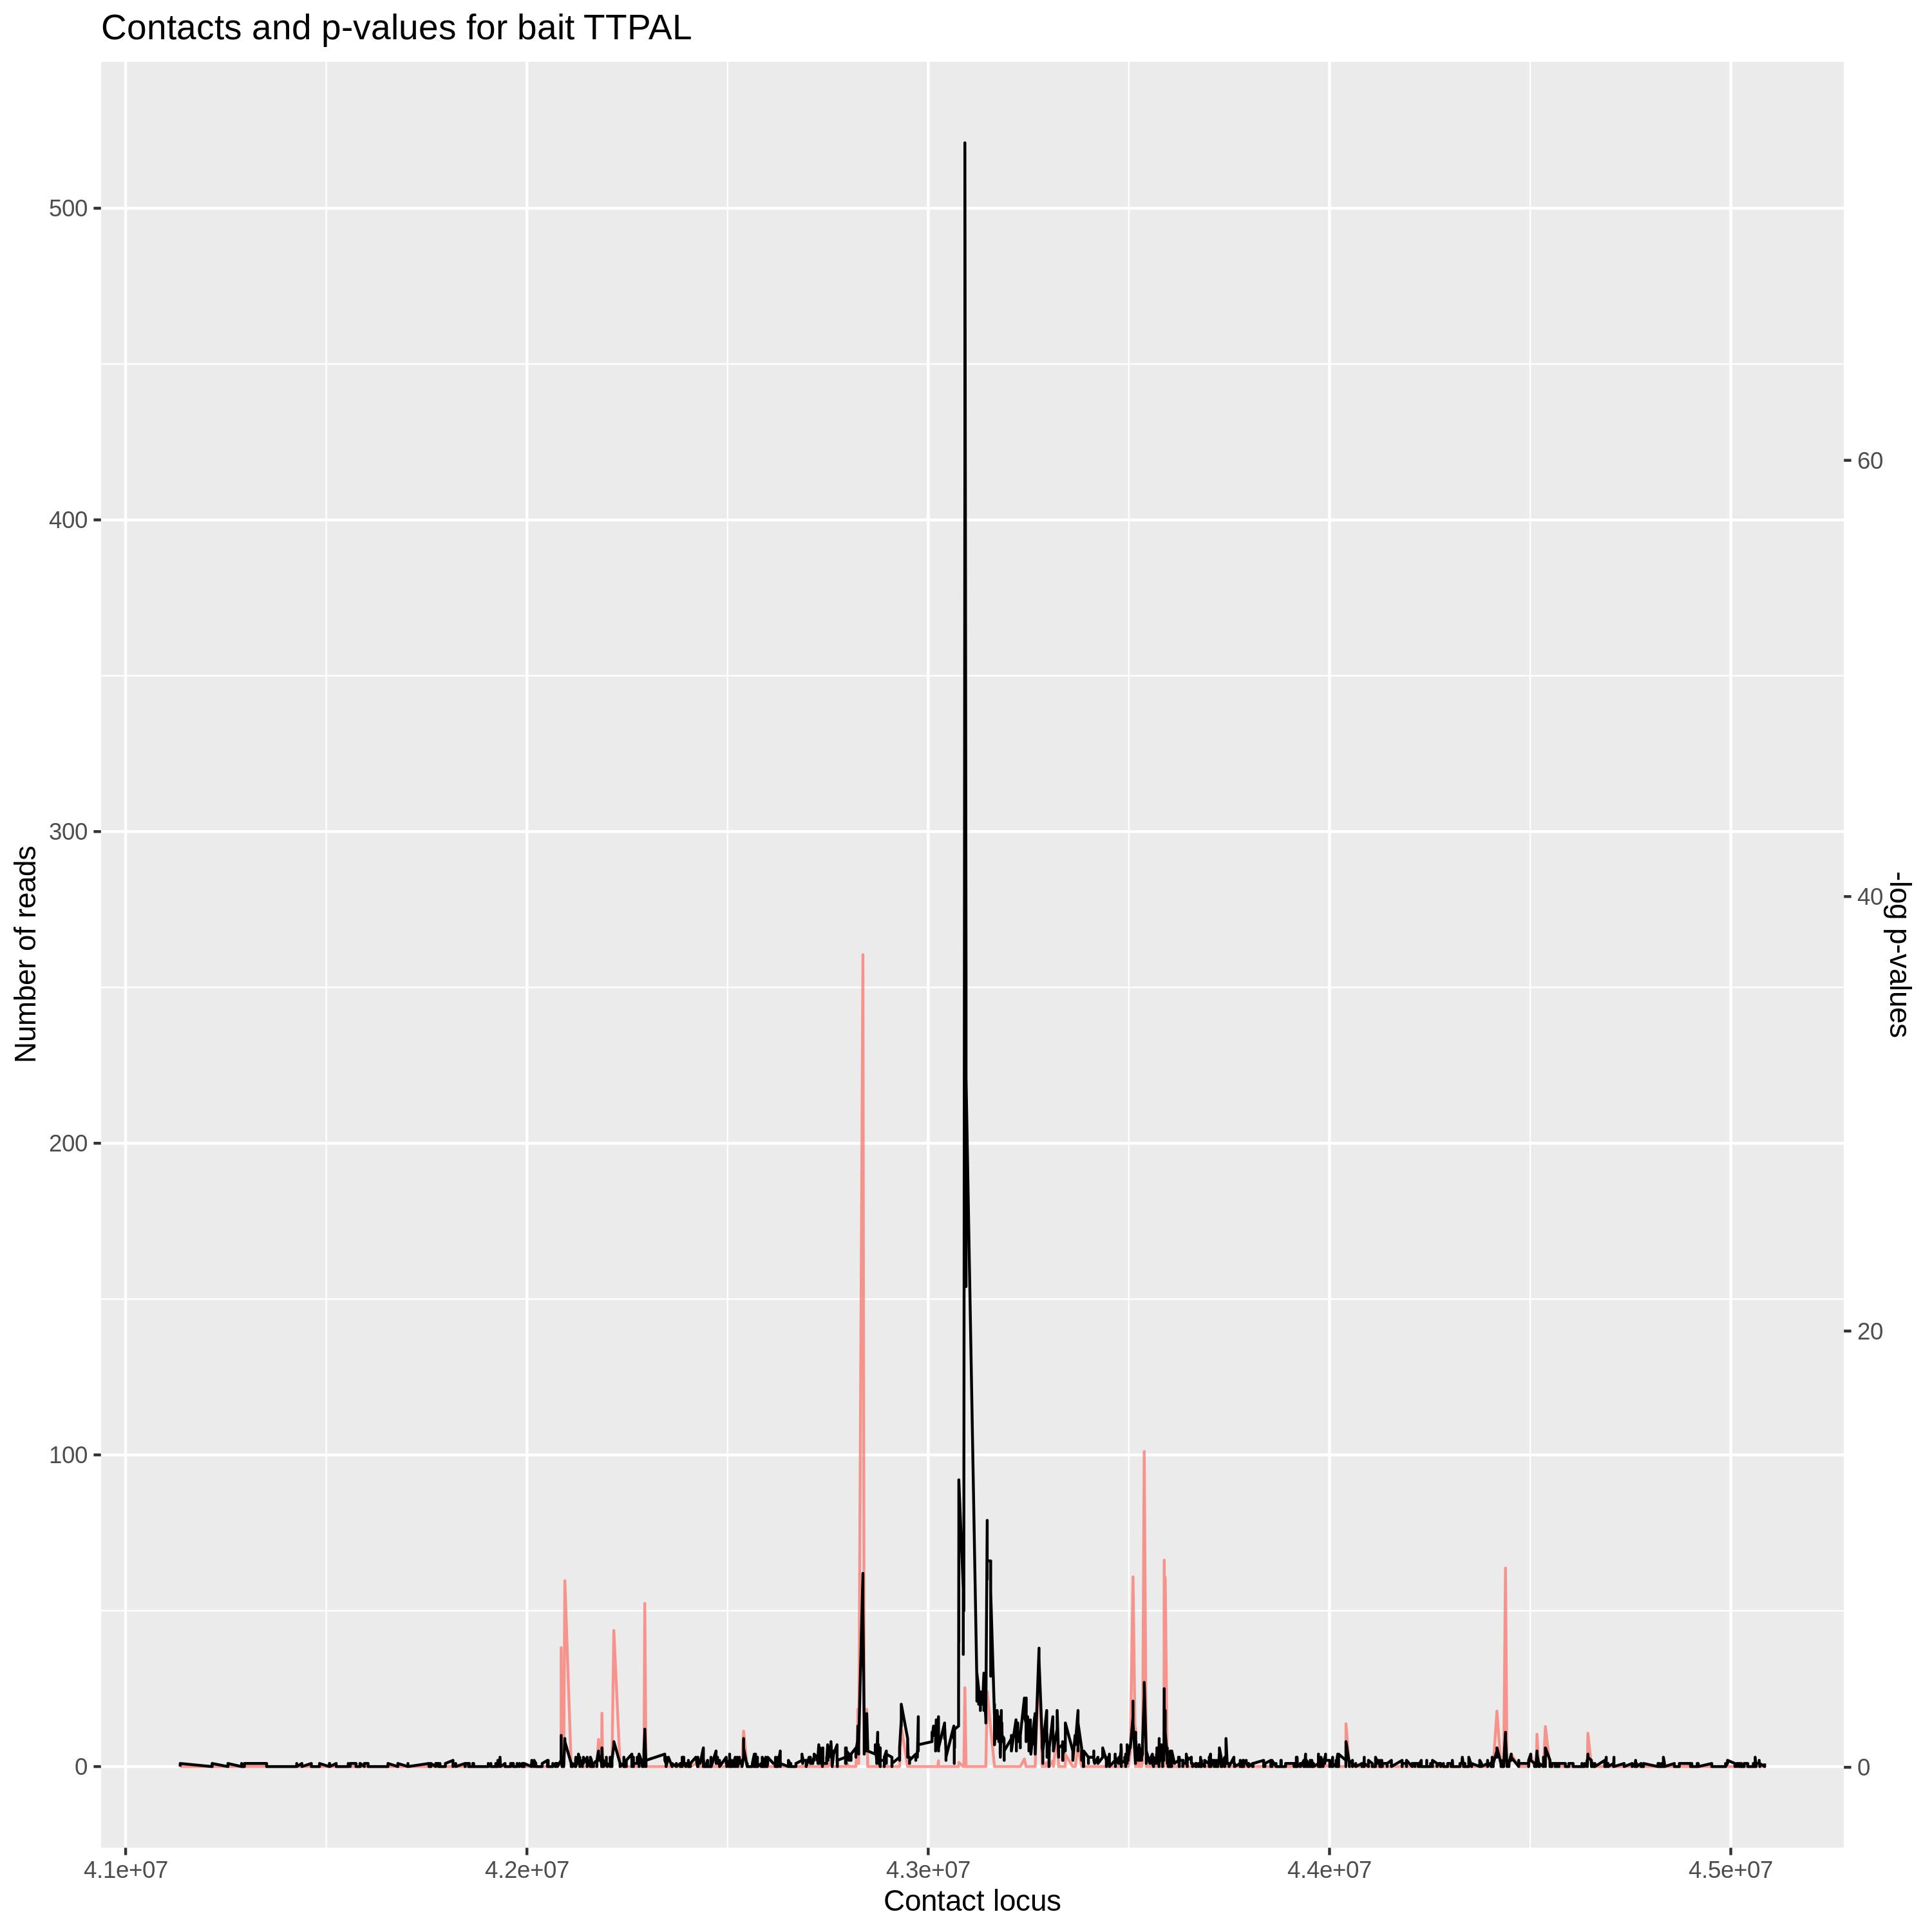 Contacts and p-values for bait TTPAL
500
400
300
200
100
0
Number of reads
60
40
20
0
-log p-values
4.1e+07
4.2e+07
4.3e+07
4.4e+07
4.5e+07
Contact locus